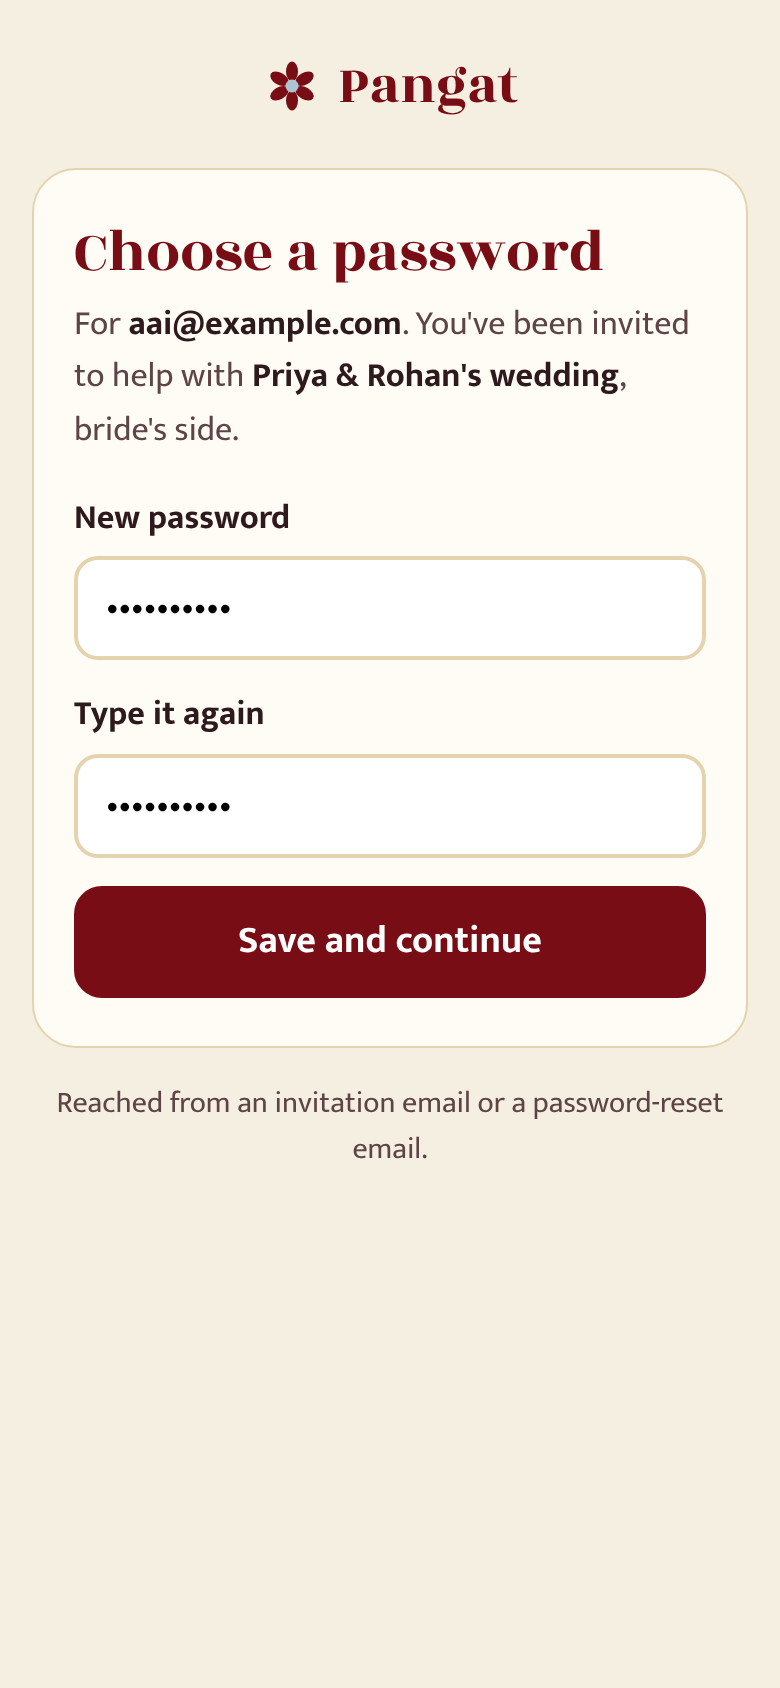 Pangat
Choose a password
For aai@example.com. You've been invited
to help with Priya & Rohan's wedding,
bride's side.
New password
••••••••••
Type it again
••••••••••
Save and continue
Reached from an invitation email or a password-reset
email.